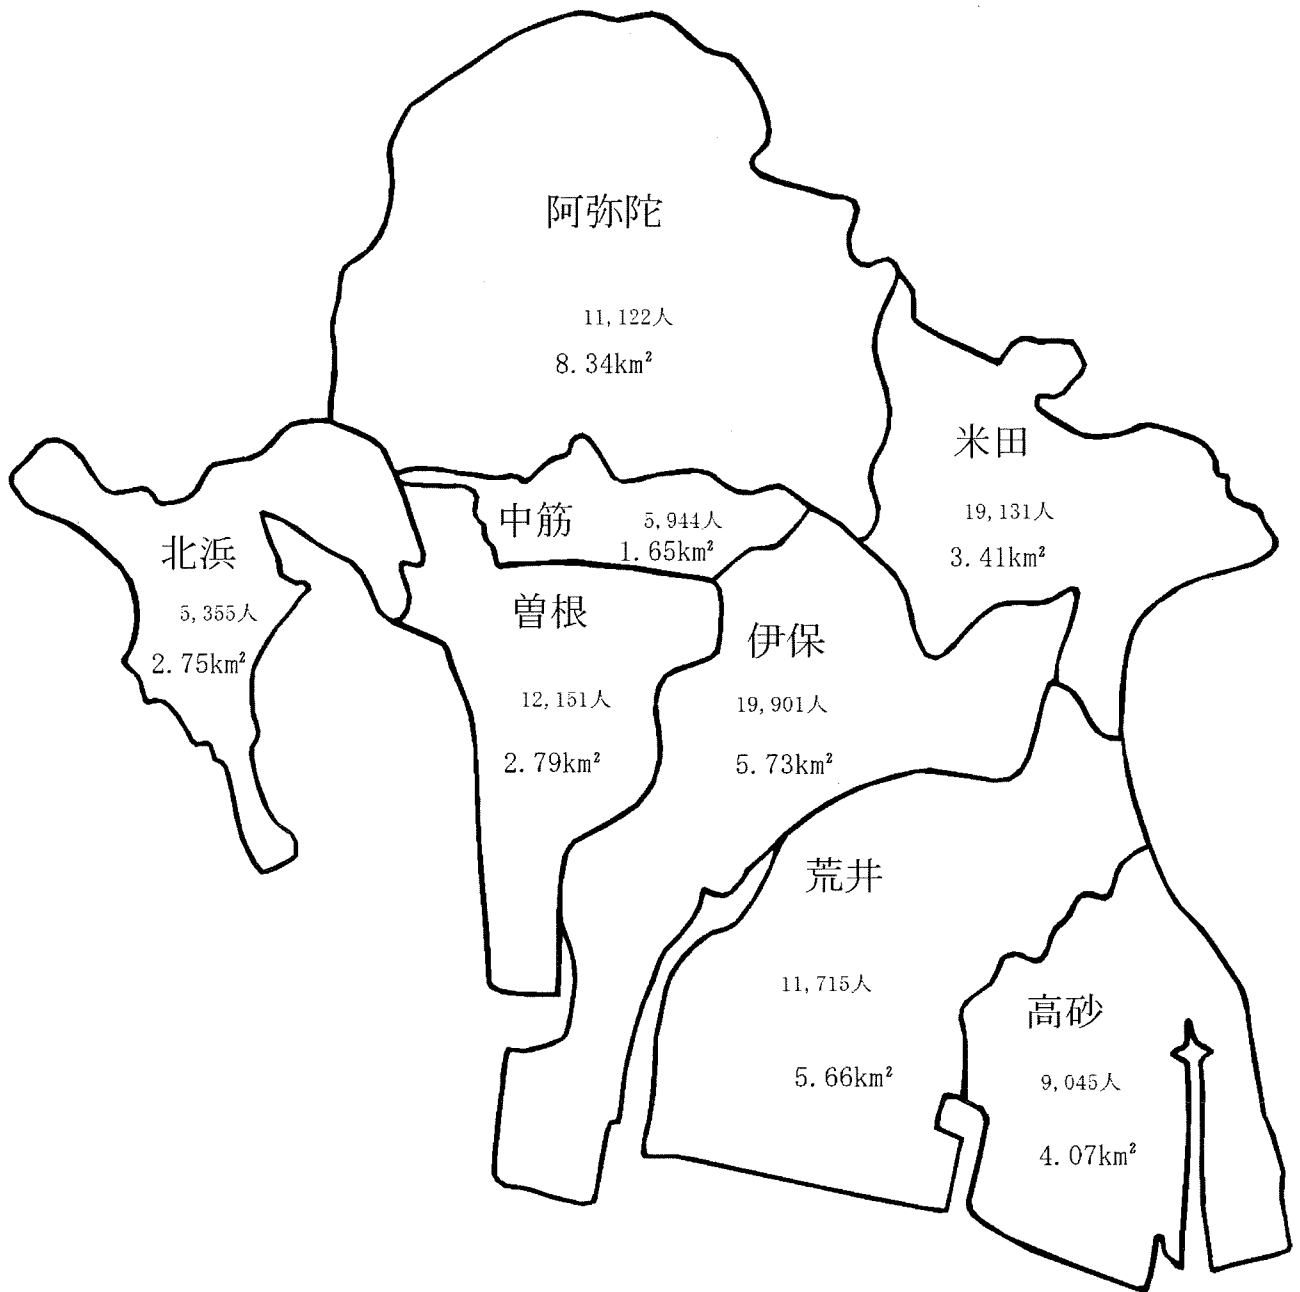 阿弥陀
11,122人
8.34km²
米田
19,131人
3.41km²
中筋
5,944人
1.65km²
北浜
5,355人
2.75km²
曽根
12,151人
2.79km²
伊保
19,901人
5.73km²
荒井
11,715人
5.66km²
高砂
9,045人
4.07km²